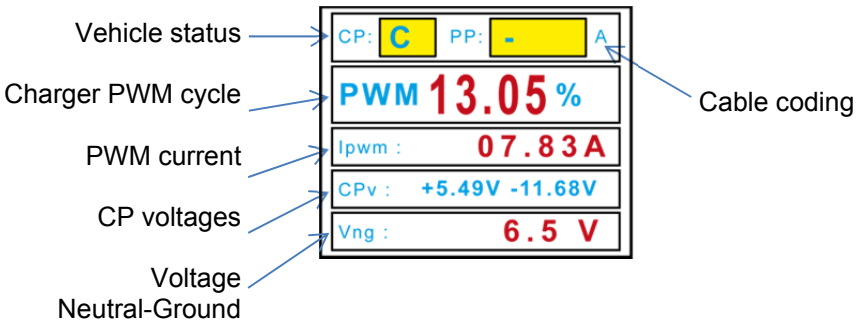 Vehicle status
CP: C PP: - A
Charger PWM cycle
PWM 13.05 %
Cable coding
PWM current
Ipwm : 07.83A
CP voltages
CPv : +5.49V -11.68V
Voltage
Neutral-Ground
Vng : 6.5 V